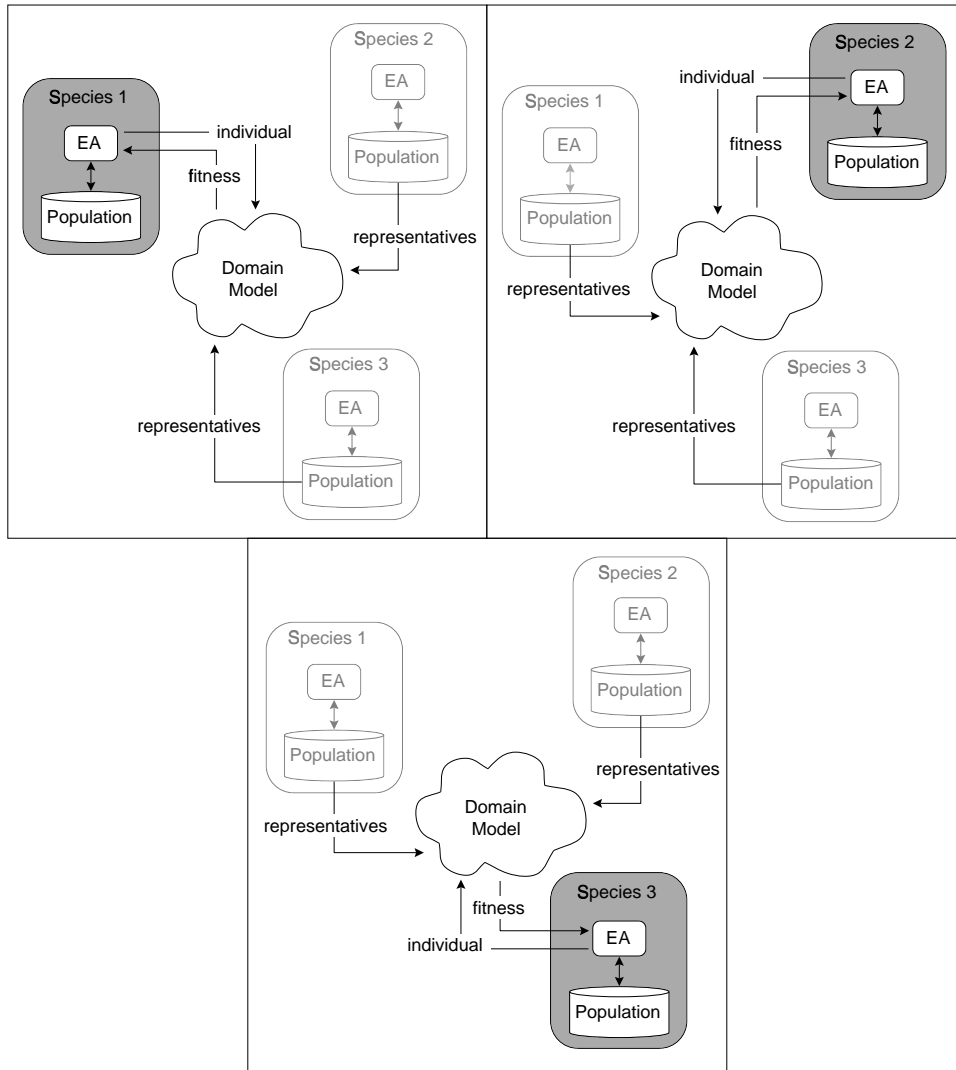 Species 1
EA
Population
individual
fitness
Species 2
EA
Population
representatives
Domain
Model
Species 3
EA
Population
representatives
Species 1
EA
Population
representatives
individual
fitness
Species 2
EA
Population
Domain
Model
Species 3
EA
Population
representatives
Species 1
EA
Population
representatives
Species 2
EA
Population
representatives
Domain
Model
fitness
individual
Species 3
EA
Population